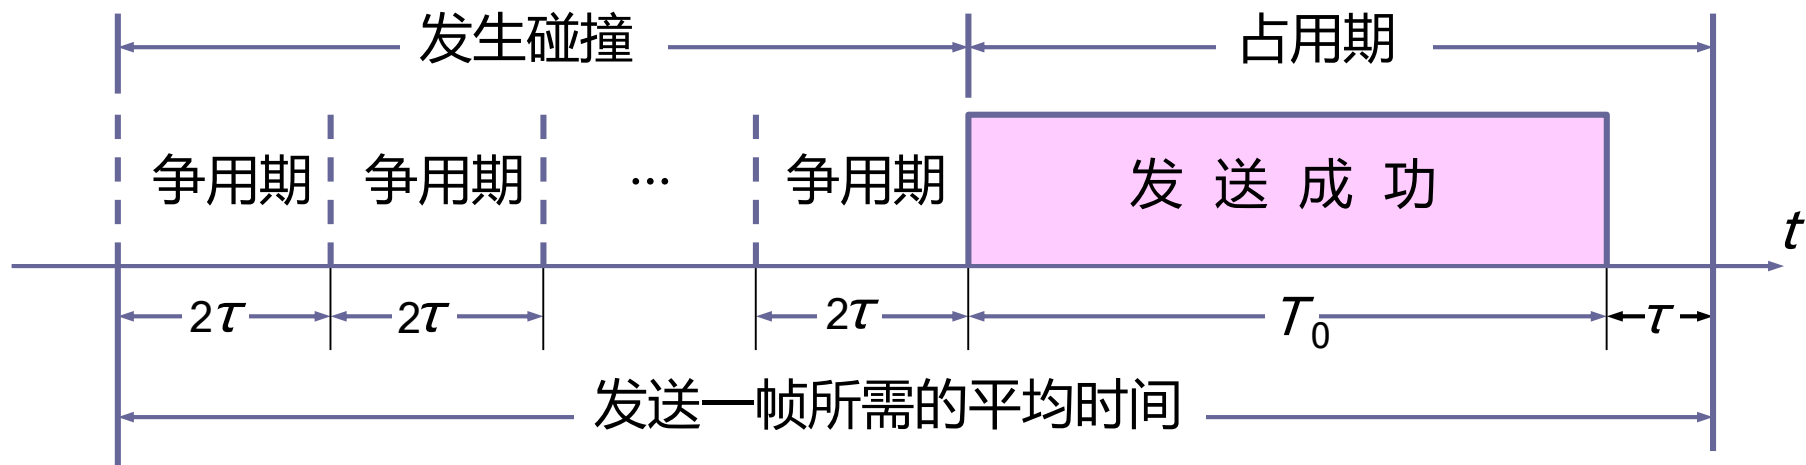 发生碰撞 占用期
争用期 争用期 … 争用期 发送成功
t
2τ 2τ 2τ T₀ τ
发送一帧所需的平均时间